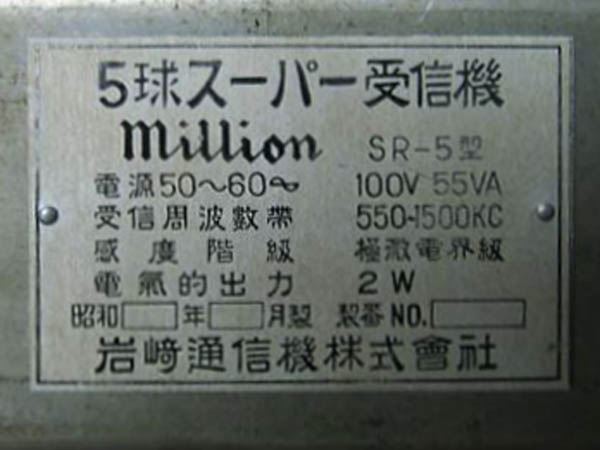 5球スーパー受信機
Million SR-5型
電源50〜60∾ 100V 55VA
受信周波數帶 550-1500KC
感度階級 極微電界級
電氣的出力 2W
昭和 年 月製 製番NO.
岩﨑通信機株式會社